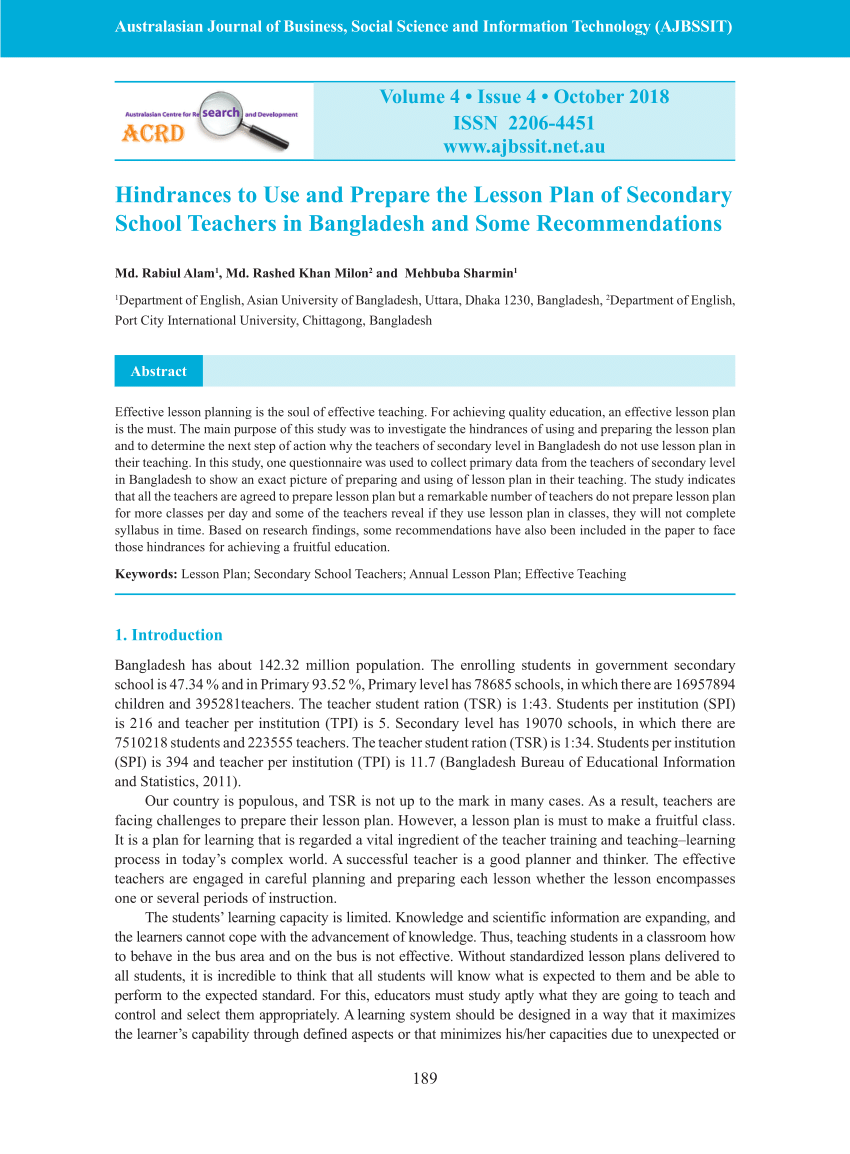 Australasian Journal of Business, Social Science and Information Technology (AJBSSIT)
Australasian Centre for Research and Development
ACRD
Volume 4 • Issue 4 • October 2018
ISSN 2206-4451
www.ajbssit.net.au
Hindrances to Use and Prepare the Lesson Plan of Secondary
School Teachers in Bangladesh and Some Recommendations
Md. Rabiul Alam¹, Md. Rashed Khan Milon² and Mehbuba Sharmin¹
¹Department of English, Asian University of Bangladesh, Uttara, Dhaka 1230, Bangladesh, ²Department of English,
Port City International University, Chittagong, Bangladesh
Abstract
Effective lesson planning is the soul of effective teaching. For achieving quality education, an effective lesson plan
is the must. The main purpose of this study was to investigate the hindrances of using and preparing the lesson plan
and to determine the next step of action why the teachers of secondary level in Bangladesh do not use lesson plan in
their teaching. In this study, one questionnaire was used to collect primary data from the teachers of secondary level
in Bangladesh to show an exact picture of preparing and using of lesson plan in their teaching. The study indicates
that all the teachers are agreed to prepare lesson plan but a remarkable number of teachers do not prepare lesson plan
for more classes per day and some of the teachers reveal if they use lesson plan in classes, they will not complete
syllabus in time. Based on research findings, some recommendations have also been included in the paper to face
those hindrances for achieving a fruitful education.
Keywords: Lesson Plan; Secondary School Teachers; Annual Lesson Plan; Effective Teaching
1. Introduction
Bangladesh has about 142.32 million population. The enrolling students in government secondary
school is 47.34 % and in Primary 93.52 %, Primary level has 78685 schools, in which there are 16957894
children and 395281teachers. The teacher student ration (TSR) is 1:43. Students per institution (SPI)
is 216 and teacher per institution (TPI) is 5. Secondary level has 19070 schools, in which there are
7510218 students and 223555 teachers. The teacher student ration (TSR) is 1:34. Students per institution
(SPI) is 394 and teacher per institution (TPI) is 11.7 (Bangladesh Bureau of Educational Information
and Statistics, 2011).
Our country is populous, and TSR is not up to the mark in many cases. As a result, teachers are
facing challenges to prepare their lesson plan. However, a lesson plan is must to make a fruitful class.
It is a plan for learning that is regarded a vital ingredient of the teacher training and teaching–learning
process in today’s complex world. A successful teacher is a good planner and thinker. The effective
teachers are engaged in careful planning and preparing each lesson whether the lesson encompasses
one or several periods of instruction.
The students’ learning capacity is limited. Knowledge and scientific information are expanding, and
the learners cannot cope with the advancement of knowledge. Thus, teaching students in a classroom how
to behave in the bus area and on the bus is not effective. Without standardized lesson plans delivered to
all students, it is incredible to think that all students will know what is expected to them and be able to
perform to the expected standard. For this, educators must study aptly what they are going to teach and
control and select them appropriately. A learning system should be designed in a way that it maximizes
the learner’s capability through defined aspects or that minimizes his/her capacities due to unexpected or
189